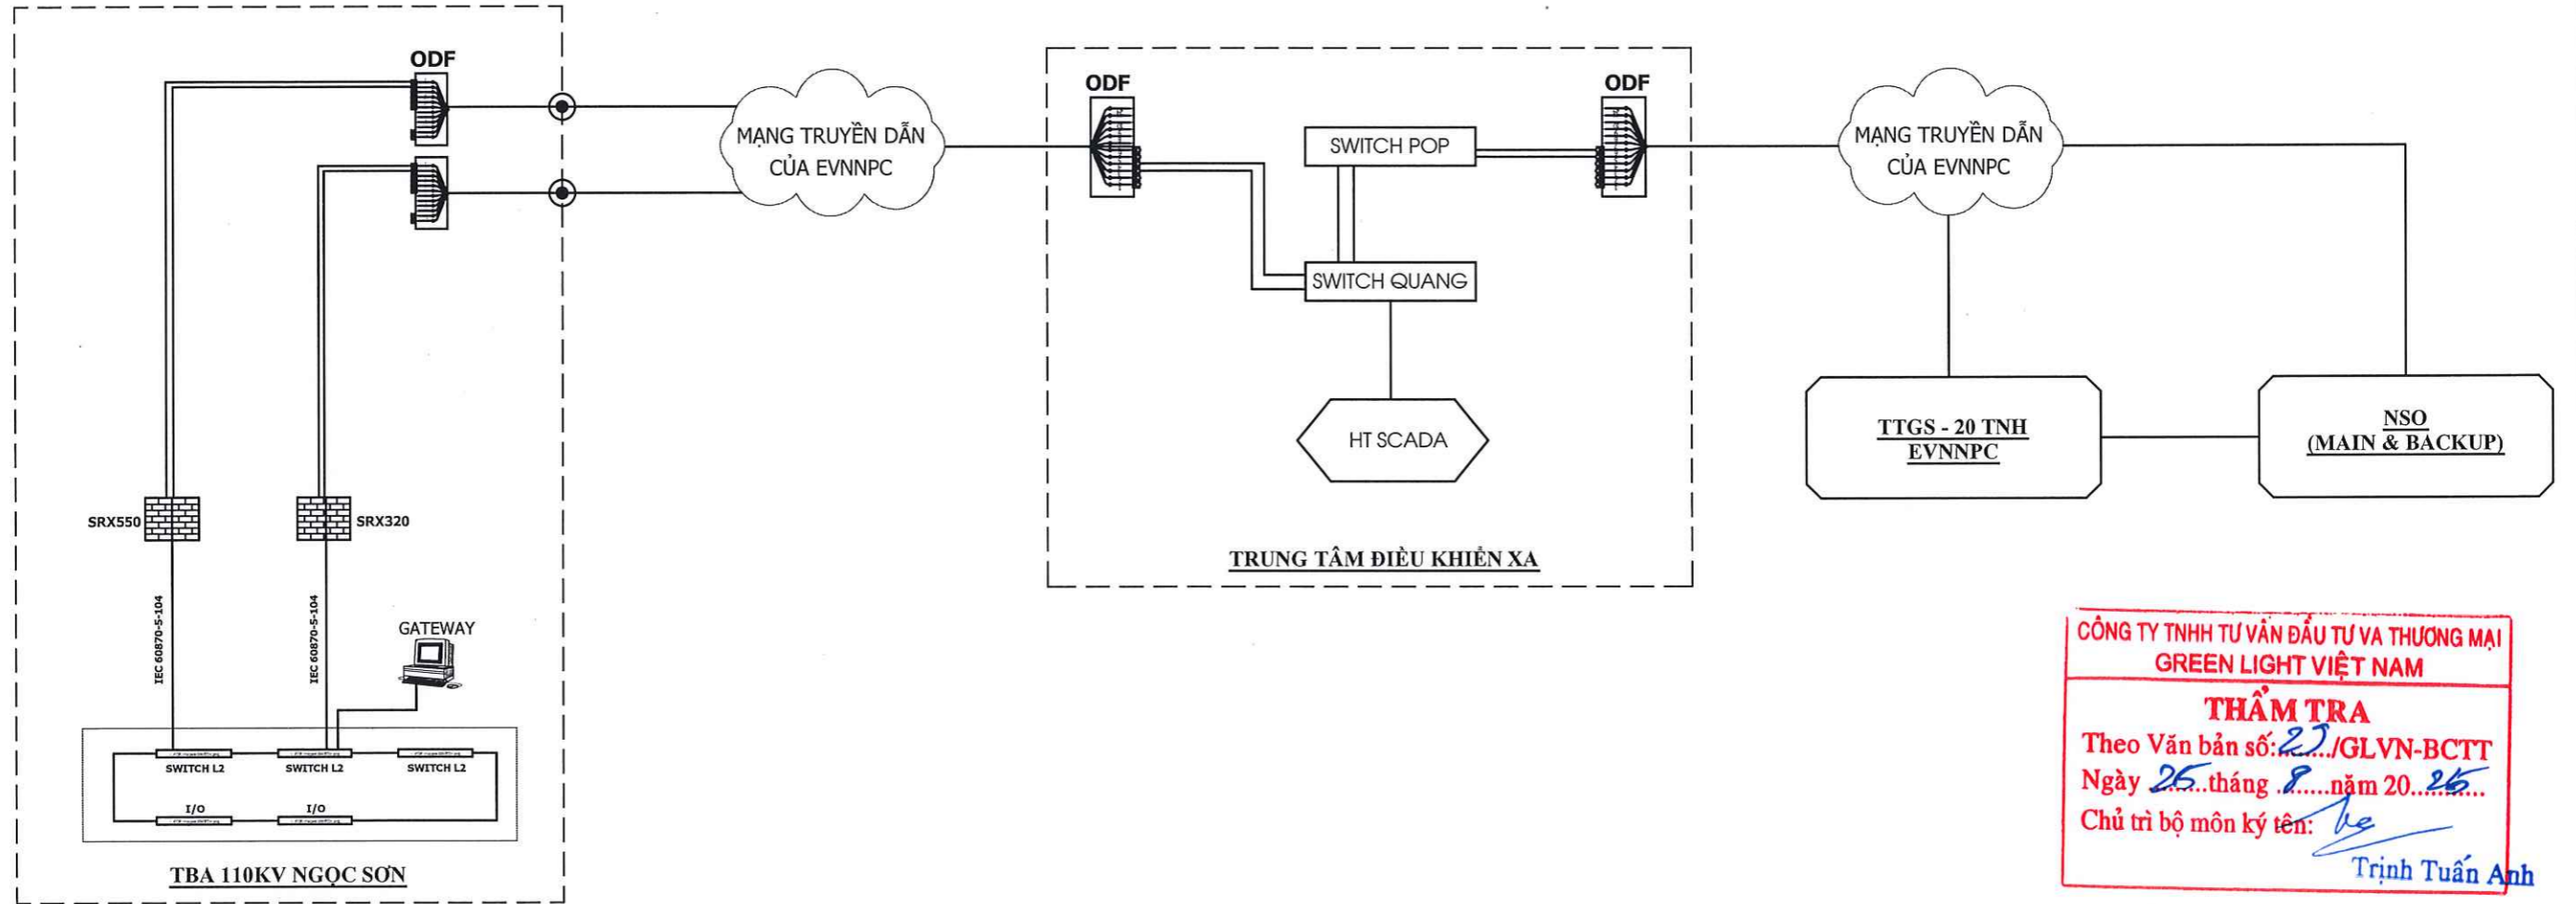 ODF
MẠNG TRUYỀN DẪN
CỦA EVNNPC
SRX550
SRX320
IEC 60870-5-104
IEC 60870-5-104
GATEWAY
SWITCH L2
SWITCH L2
SWITCH L2
I/O
I/O
TBA 110KV NGỌC SƠN
ODF
ODF
SWITCH POP
SWITCH QUANG
HT SCADA
TRUNG TÂM ĐIỀU KHIỂN XA
MẠNG TRUYỀN DẪN
CỦA EVNNPC
TTGS - 20 TNH
EVNNPC
NSO
(MAIN & BACKUP)
CÔNG TY TNHH TƯ VẤN ĐẦU TƯ VA THƯƠNG MẠI
GREEN LIGHT VIỆT NAM
THẨM TRA
Theo Văn bản số:......./GLVN-BCTT
Ngày 26 tháng 8 năm 20 25
Chủ trì bộ môn ký tên:
Trịnh Tuấn Anh